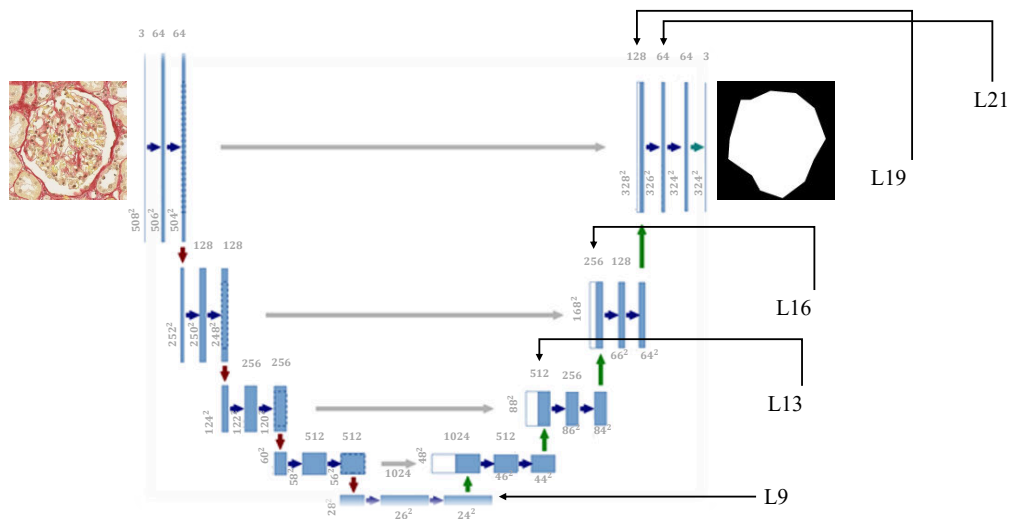 3 64 64
128 64 64 3
L21
L19
508² 506² 504²
328² 326² 324² 324²
128 128
256 128
L16
252² 250² 248²
168²
66² 64²
256 256
512 256
L13
124² 122² 120²
88²
86² 84²
512 512
1024 512
1024
60² 58² 56²
48²
46² 44²
L9
28² 26² 24²